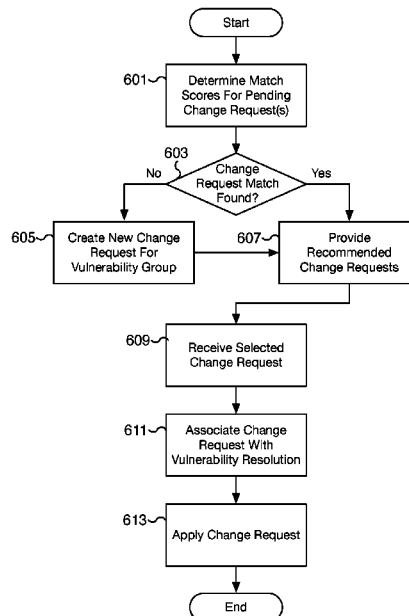 Start
601
Determine Match
Scores For Pending
Change Request(s)
603
No
Change
Request Match
Found?
Yes
605
Create New Change
Request For
Vulnerability Group
607
Provide
Recommended
Change Requests
609
Receive Selected
Change Request
611
Associate Change
Request With
Vulnerability Resolution
613
Apply Change Request
End